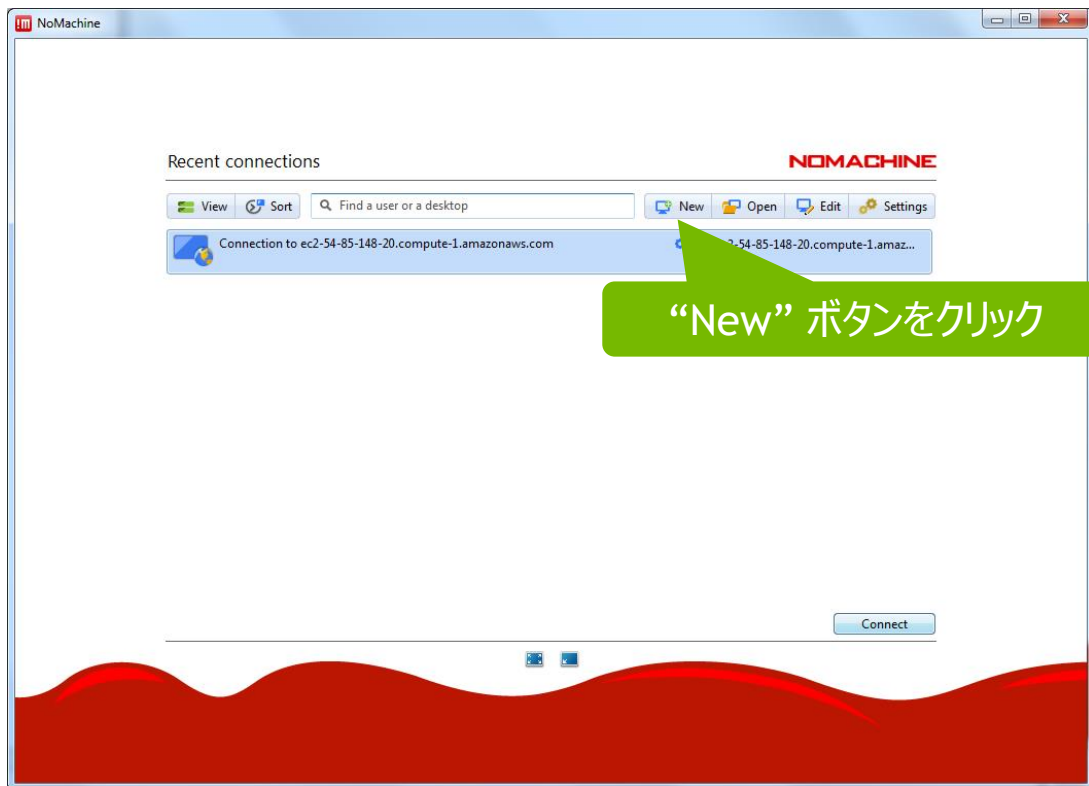 NoMachine
Recent connections
NOMACHINE
View Sort Find a user or a desktop New Open Edit Settings
Connection to ec2-54-85-148-20.compute-1.amazonaws.com
-54-85-148-20.compute-1.amaz...
“New” ボタンをクリック
Connect